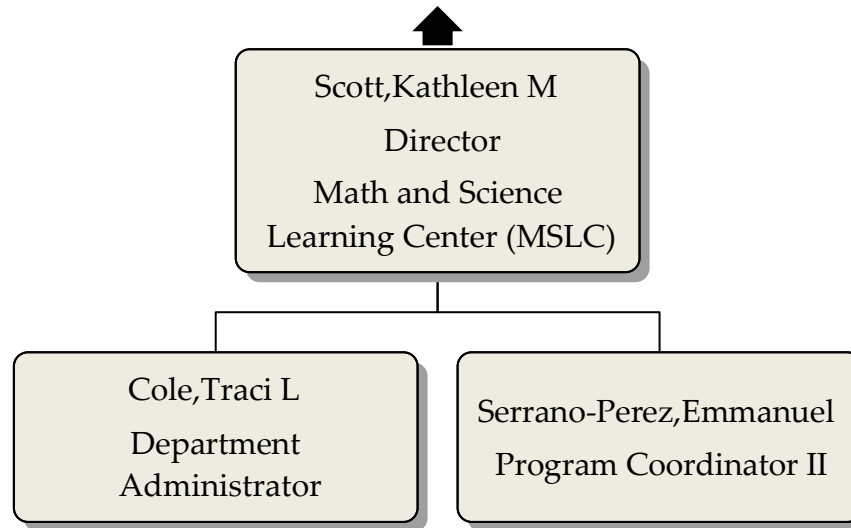 Scott,Kathleen M
Director
Math and Science
Learning Center (MSLC)
Cole,Traci L
Department
Administrator
Serrano-Perez,Emmanuel
Program Coordinator II